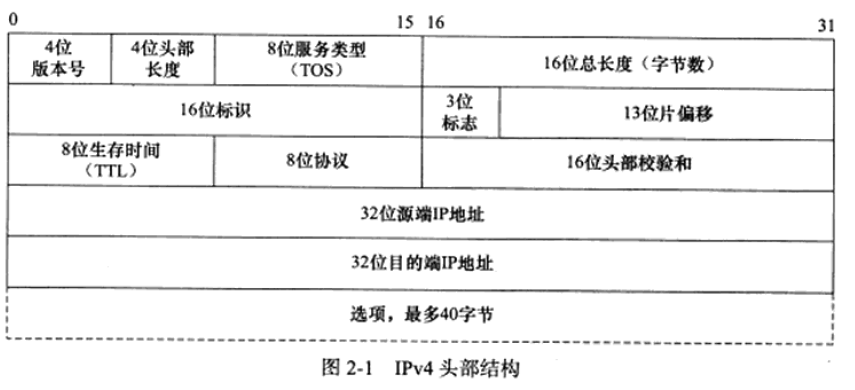 0 15 16 31
4位 4位头部 8位服务类型 16位总长度（字节数）
版本号 长度 （TOS）
16位标识 3位 13位片偏移
标志
8位生存时间 8位协议 16位头部校验和
（TTL）
32位源端IP地址
32位目的端IP地址
选项，最多40字节
图 2-1 IPv4 头部结构